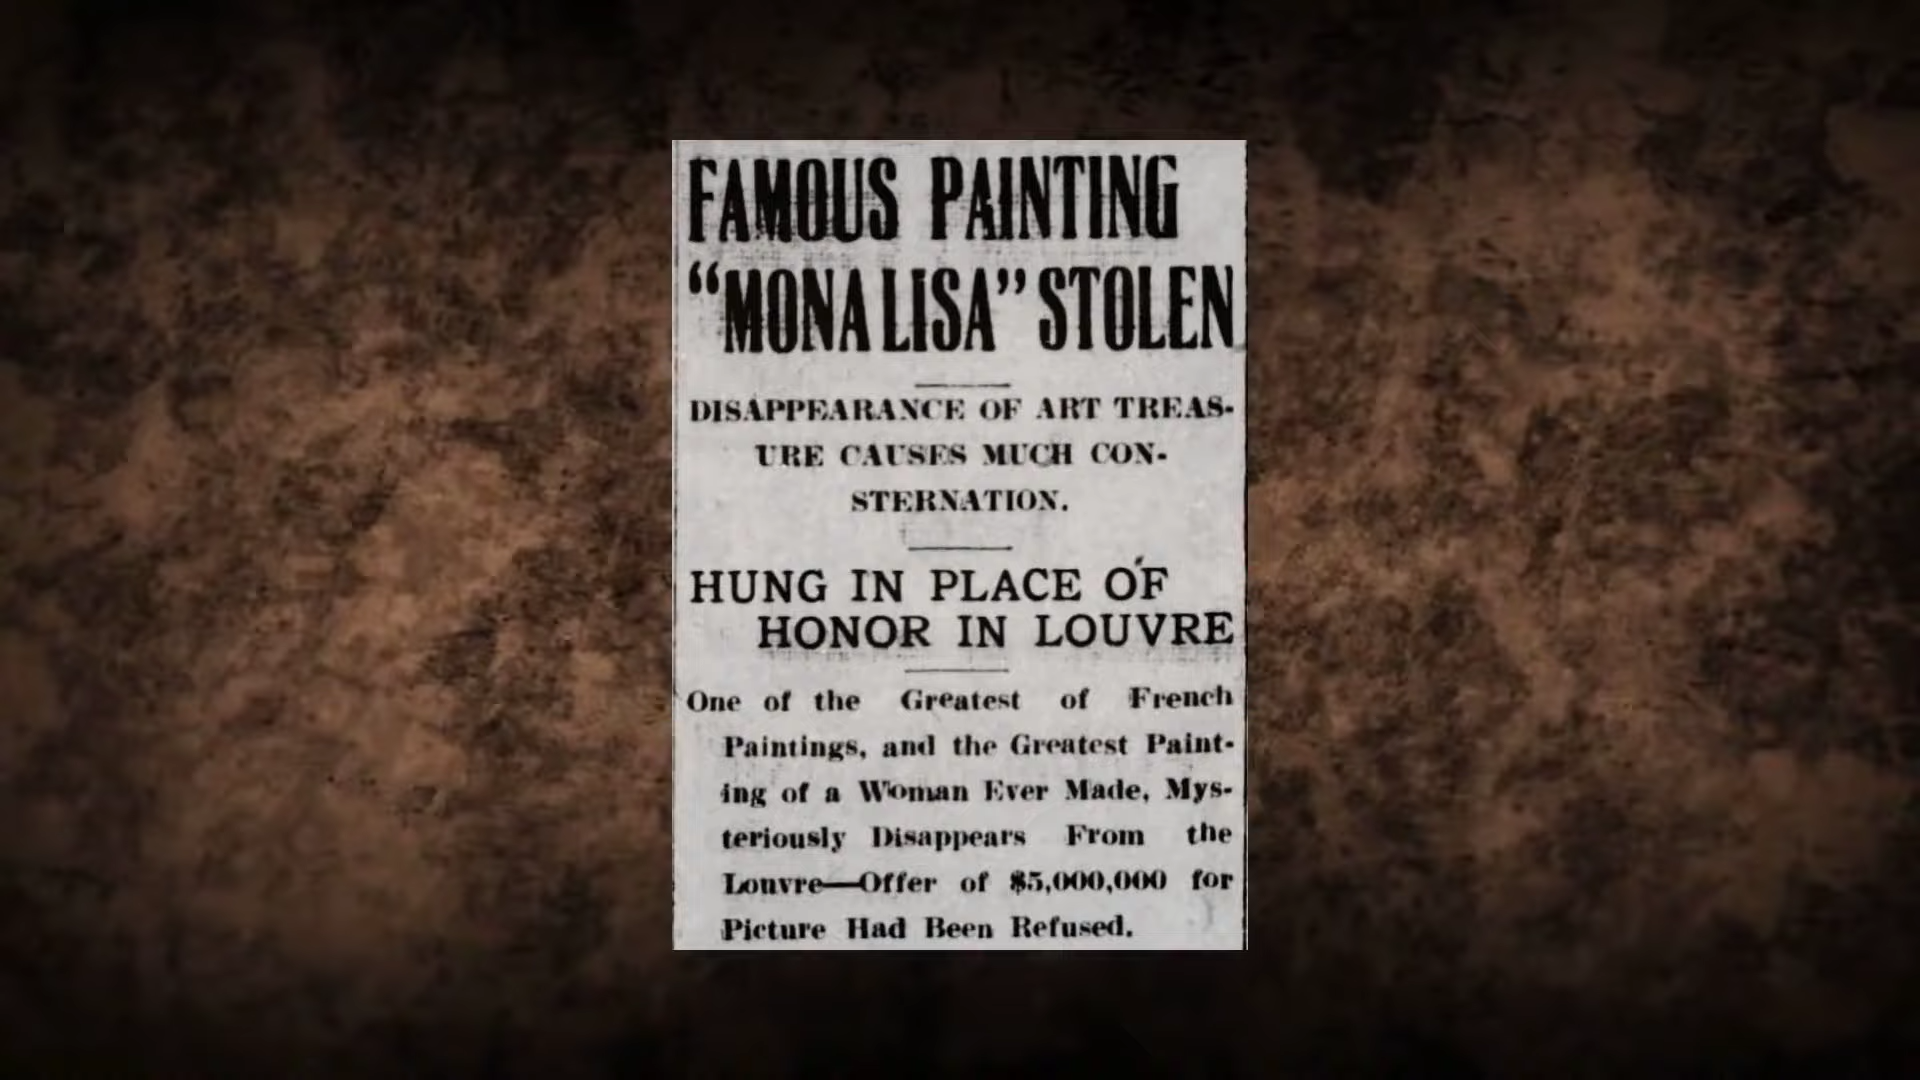 FAMOUS PAINTING
“MONA LISA” STOLEN
DISAPPEARANCE OF ART TREAS-
URE CAUSES MUCH CON-
STERNATION.
HUNG IN PLACE OF
HONOR IN LOUVRE
One of the Greatest of French
Paintings, and the Greatest Paint-
ing of a Woman Ever Made, Mys-
teriously Disappears From the
Louvre—Offer of $5,000,000 for
Picture Had Been Refused.